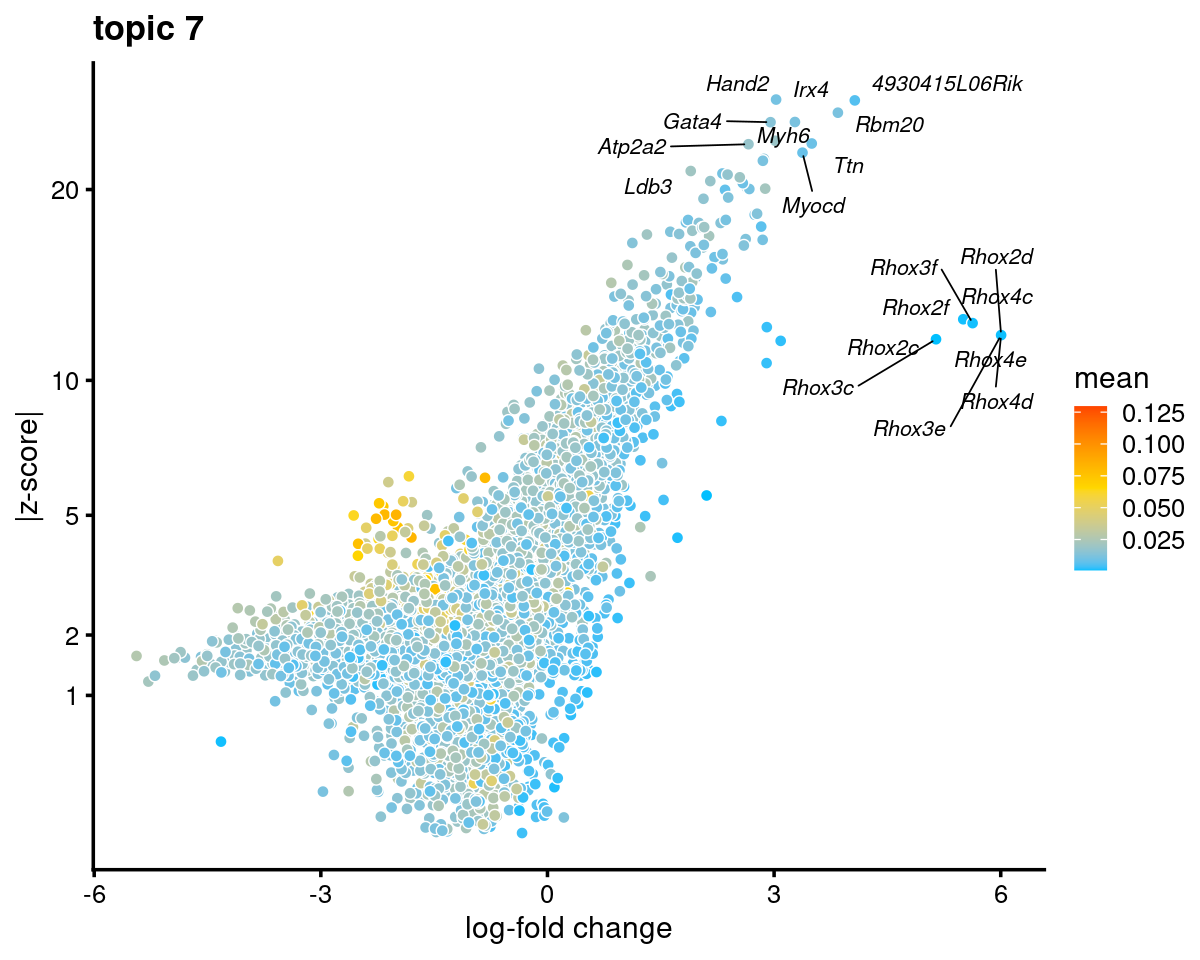 topic 7
Hand2
Irx4
4930415L06Rik
Gata4
Myh6
Rbm20
Atp2a2
Ttn
Ldb3
Myocd
Rhox3f
Rhox2d
Rhox2f
Rhox4c
Rhox2c
Rhox4e
Rhox3c
Rhox4d
Rhox3e
20
10
5
2
1
|z-score|
-6
-3
0
3
6
log-fold change
mean
0.125
0.100
0.075
0.050
0.025